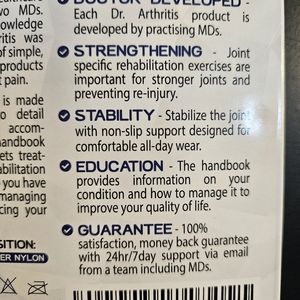 DOCTOR DEVELOPED -
Each Dr. Arthritis product is
developed by practising MDs.
STRENGTHENING - Joint
specific rehabilitation exercises are
important for stronger joints and
preventing re-injury.
STABILITY - Stabilize the joint
with non-slip support designed for
comfortable all-day wear.
EDUCATION - The handbook
provides information on your
condition and how to manage it to
improve your quality of life.
GUARANTEE - 100%
satisfaction, money back guarantee
with 24hr/7day support via email
from a team including MDs.
wo MDs.
owledge
ritis was
of simple,
products
t pain.
is made
to detail
accom-
handbook
ets treat-
abilitation
you have
managing
cing your
SITION:
ER NYLON